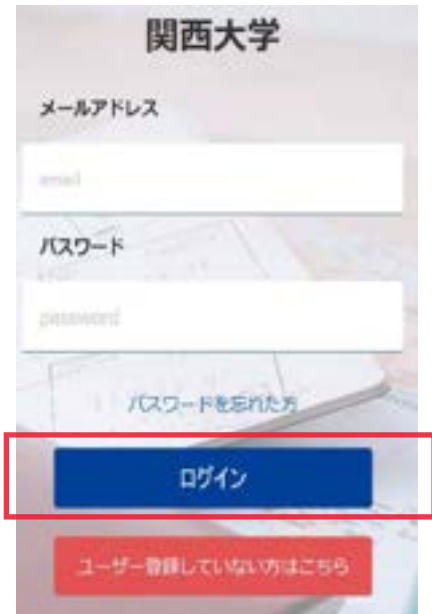 関西大学
メールアドレス
email
パスワード
password
パスワードを忘れた方
ログイン
ユーザー登録していない方はこちら